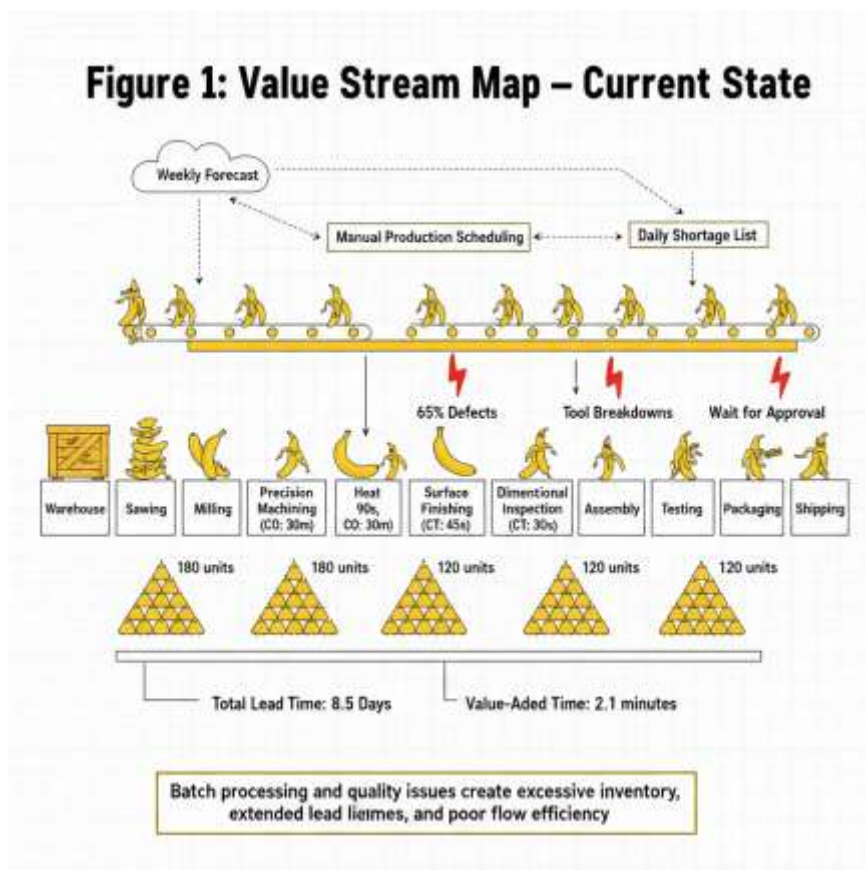 Figure 1: Value Stream Map – Current State
Weekly Forecast
Manual Production Scheduling
Daily Shortage List
65% Defects
Tool Breakdowns
Wait for Approval
Warehouse
Sawing
Milling
Precision
Machining
(CO: 30m)
Heat
90s,
CO: 30m)
Surface
Finishing
(CT: 45s)
Dimentional
Inspection
(CT: 30s)
Assembly
Testing
Packaging
Shipping
180 units
180 units
120 units
120 units
120 units
Total Lead Time: 8.5 Days
Value-Aded Time: 2.1 minutes
Batch processing and quality issues create excessive inventory,
extended lead and poor flow efficiency